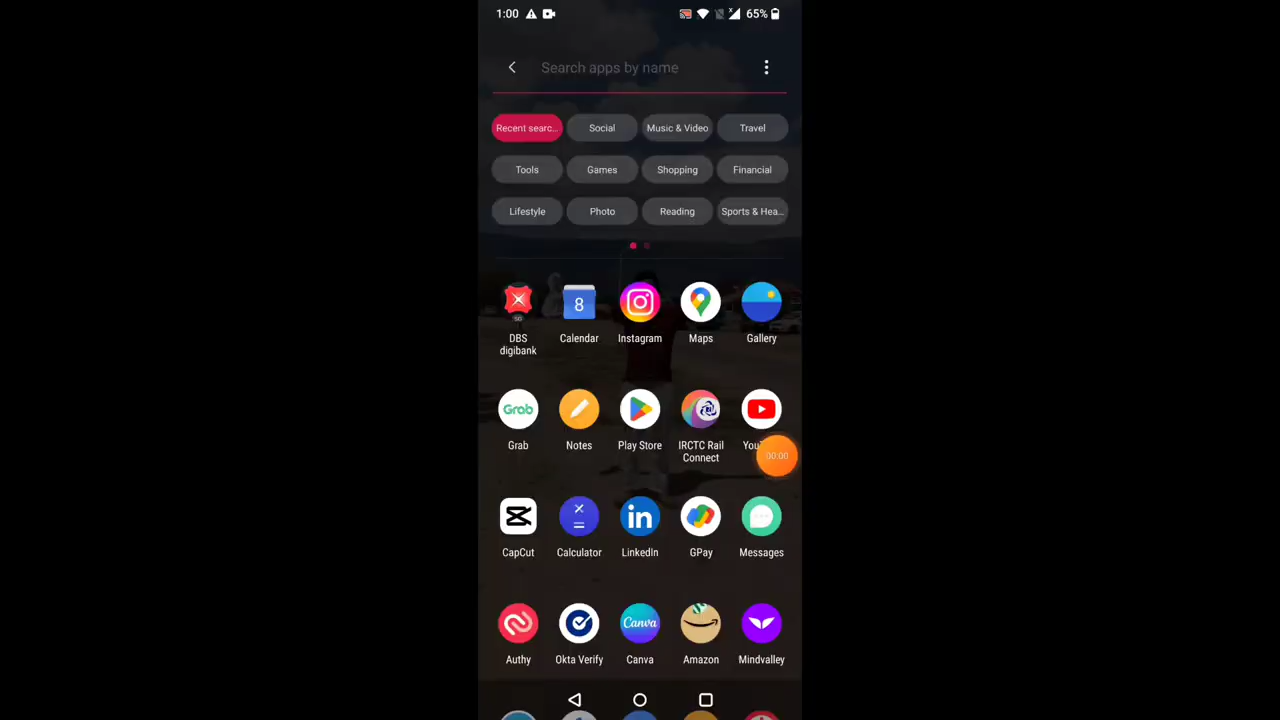 1:00
65%
Search apps by name
Recent searc...
Social
Music & Video
Travel
Tools
Games
Shopping
Financial
Lifestyle
Photo
Reading
Sports & Hea...
SG
8
DBS
digibank
Calendar
Instagram
Maps
Gallery
Grab
Grab
Notes
Play Store
IRCTC Rail
Connect
You
00:00
in
CapCut
Calculator
LinkedIn
GPay
Messages
Canva
Authy
Okta Verify
Canva
Amazon
Mindvalley